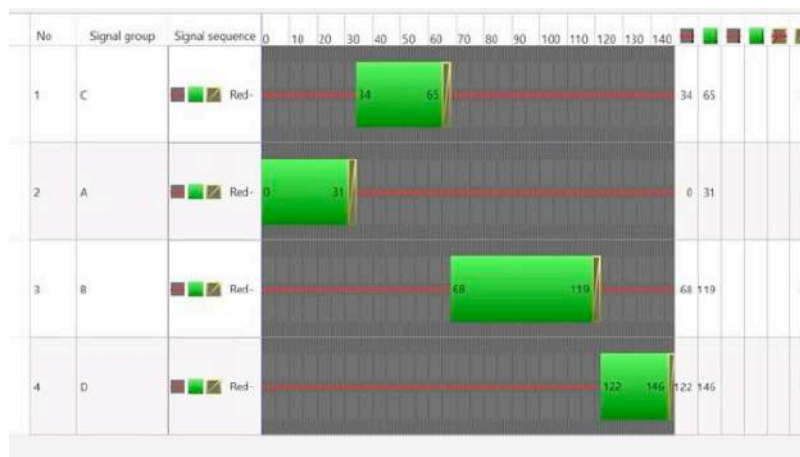 No Signal group Signal sequence 0 10 20 30 40 50 60 70 80 90 100 110 120 130 140
1 C Red- 34 65 34 65
2 A Red- 0 31 0 31
3 B Red- 68 119 68 119
4 D Red- 122 146 122 146